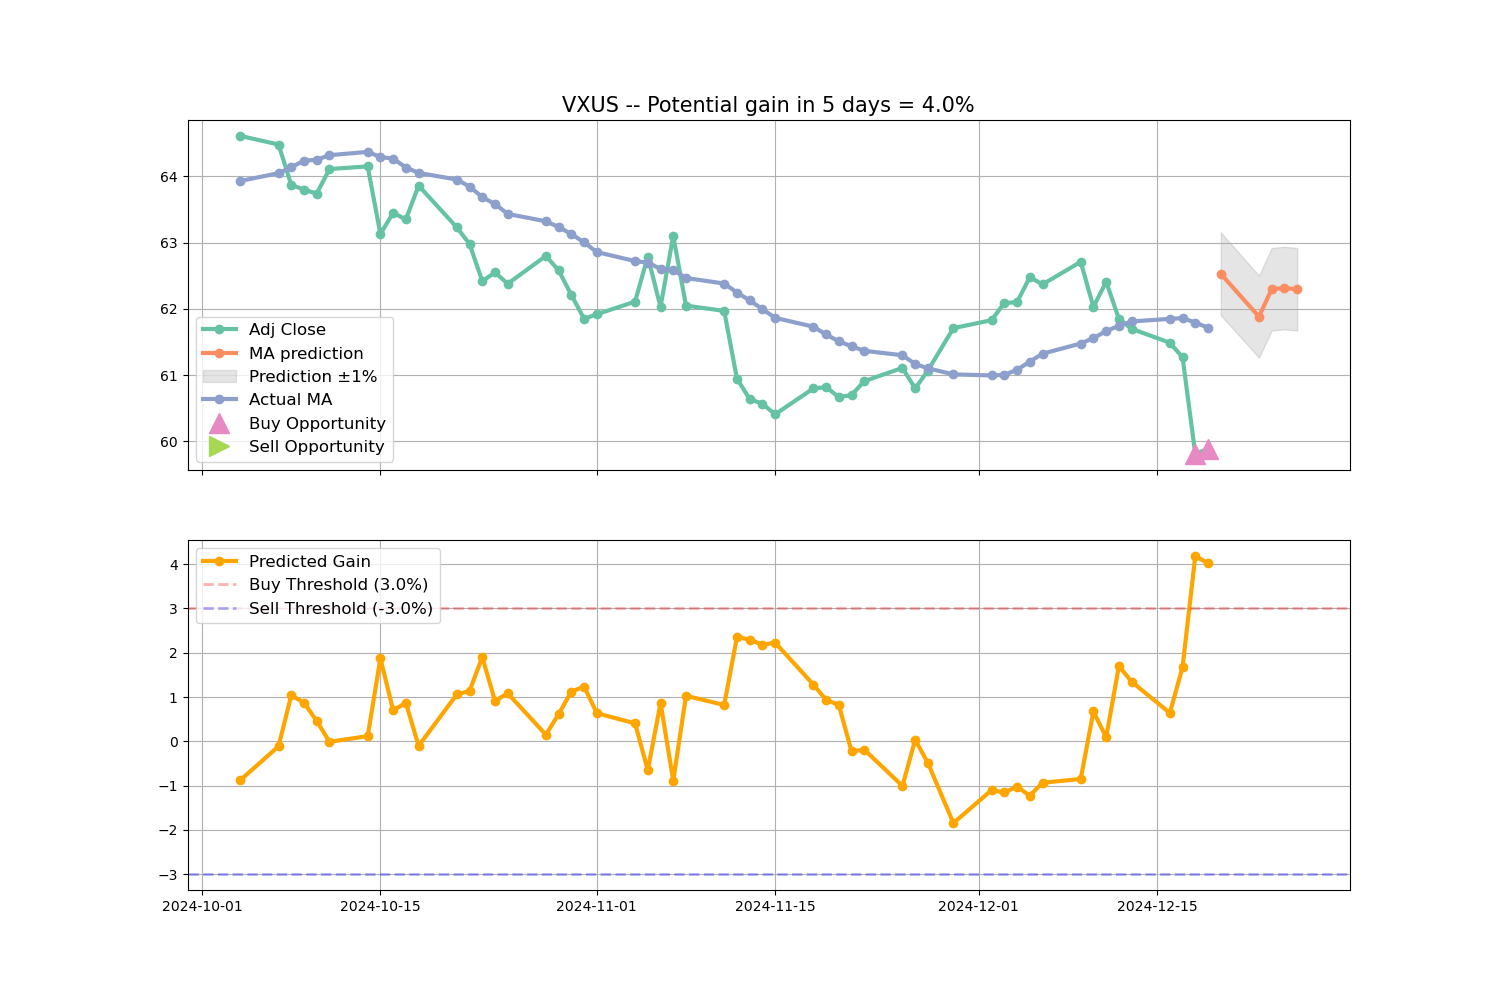 VXUS -- Potential gain in 5 days = 4.0%
64
63
62
61
60
Adj Close
MA prediction
Prediction ±1%
Actual MA
Buy Opportunity
Sell Opportunity
4
3
2
1
0
−1
−2
−3
Predicted Gain
Buy Threshold (3.0%)
Sell Threshold (-3.0%)
2024-10-01
2024-10-15
2024-11-01
2024-11-15
2024-12-01
2024-12-15